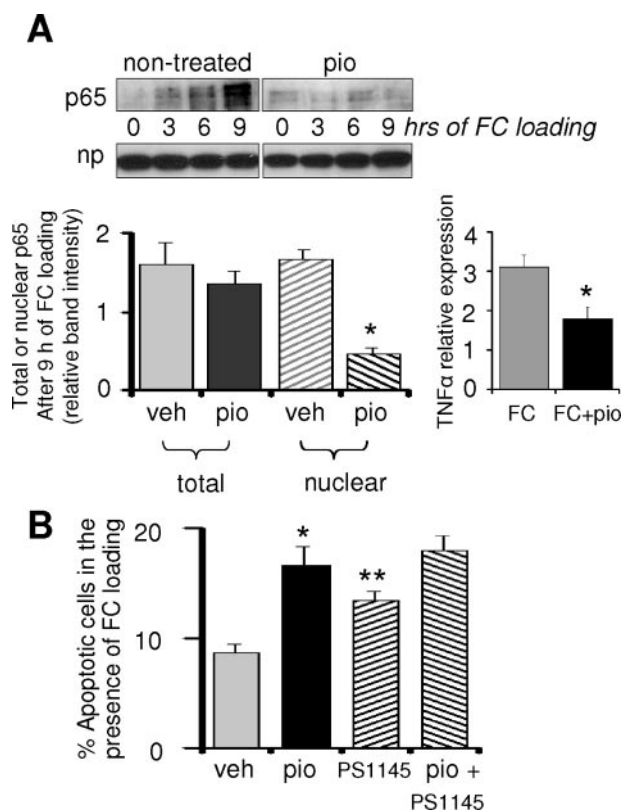 A
non-treated pio
p65
0 3 6 9 0 3 6 9 hrs of FC loading
np
Total or nuclear p65
After 9 h of FC loading
(relative band intensity)
2
1
0
*
veh pio veh pio
total nuclear
TNFα relative expression
4
3
2
1
0
*
FC FC+pio
B
% Apoptotic cells in the
presence of FC loading
20
10
0
*
**
veh pio PS1145 pio +
PS1145